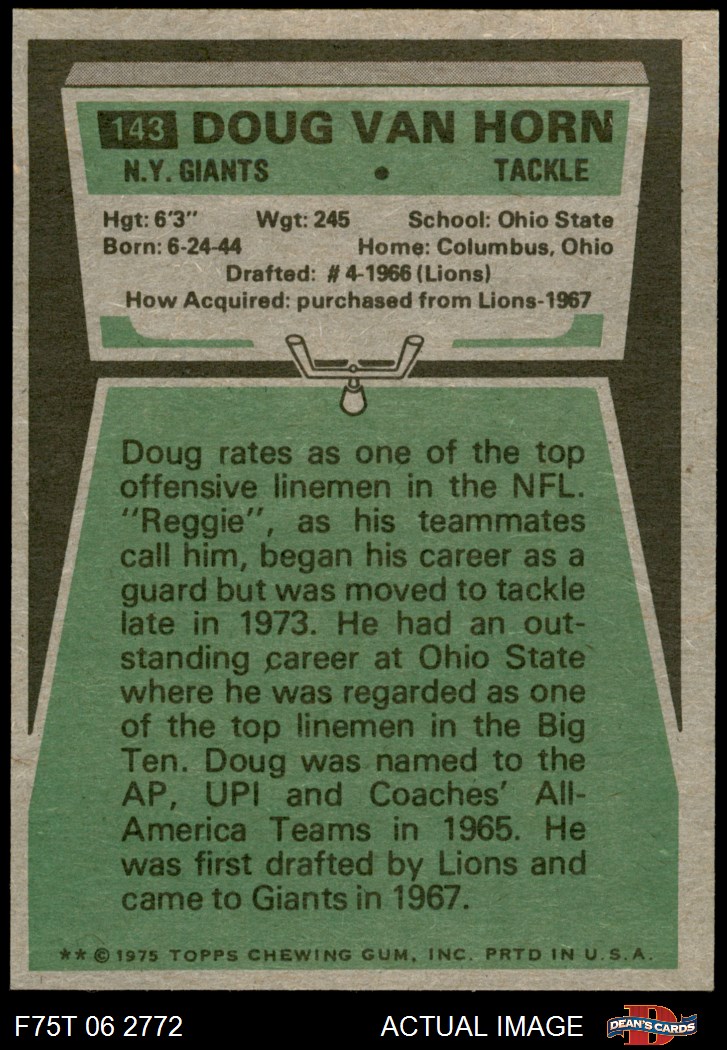 143 DOUG VAN HORN
N.Y. GIANTS • TACKLE
Hgt: 6'3" Wgt: 245 School: Ohio State
Born: 6-24-44 Home: Columbus, Ohio
Drafted: #4-1966 (Lions)
How Acquired: purchased from Lions-1967
Doug rates as one of the top
offensive linemen in the NFL.
"Reggie", as his teammates
call him, began his career as a
guard but was moved to tackle
late in 1973. He had an out-
standing career at Ohio State
where he was regarded as one
of the top linemen in the Big
Ten. Doug was named to the
AP, UPI and Coaches' All-
America Teams in 1965. He
was first drafted by Lions and
came to Giants in 1967.
** © 1975 TOPPS CHEWING GUM, INC. PRTD IN U.S.A.
F75T 06 2772 ACTUAL IMAGE D DEAN'S CARDS